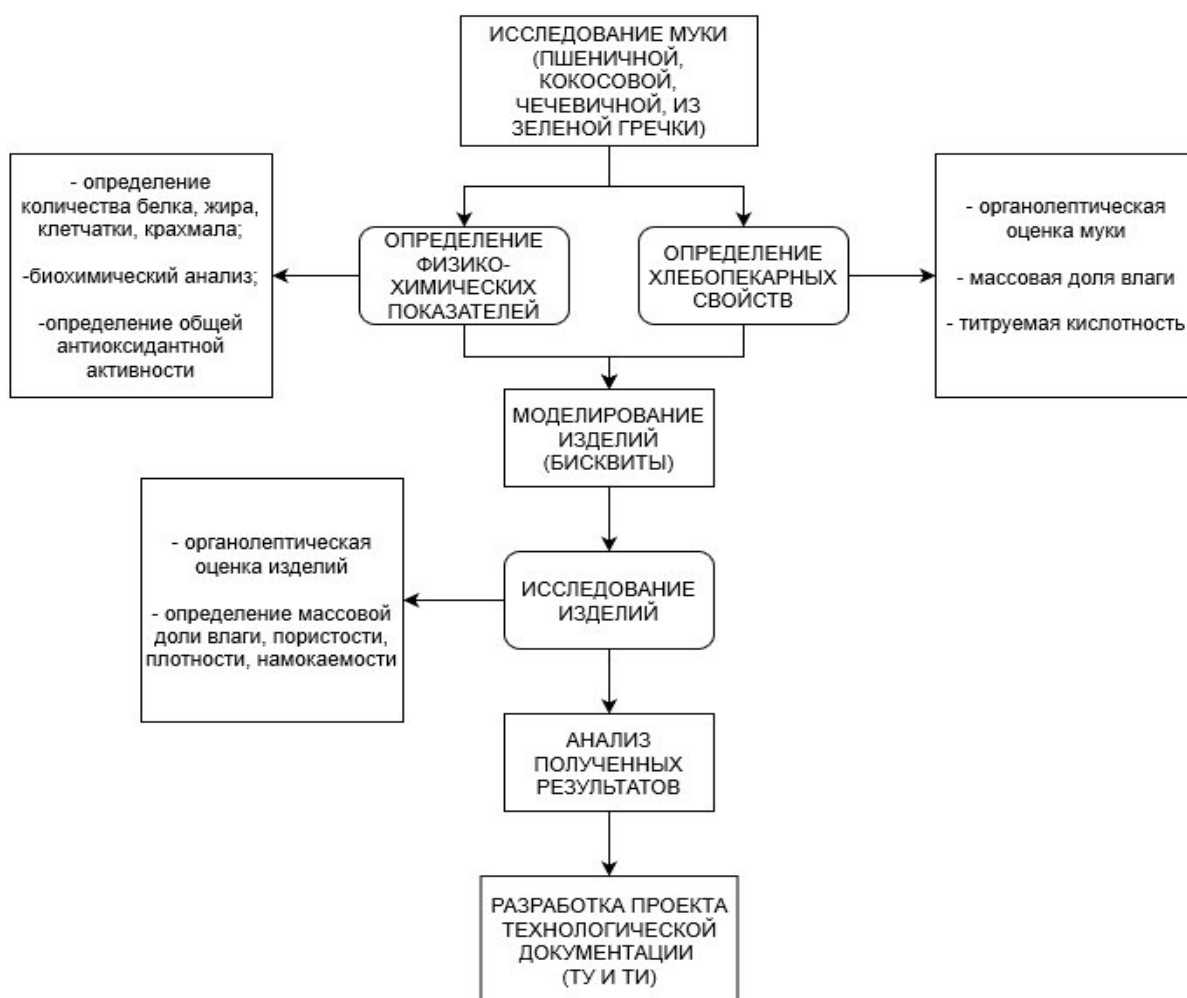 ИССЛЕДОВАНИЕ МУКИ
(ПШЕНИЧНОЙ,
КОКОСОВОЙ,
ЧЕЧЕВИЧНОЙ, ИЗ
ЗЕЛЕНОЙ ГРЕЧКИ)
- определение
количества белка, жира,
клетчатки, крахмала;
-биохимический анализ;
-определение общей
антиоксидантной
активности
ОПРЕДЕЛЕНИЕ
ФИЗИКО-
ХИМИЧЕСКИХ
ПОКАЗАТЕЛЕЙ
ОПРЕДЕЛЕНИЕ
ХЛЕБОПЕКАРНЫХ
СВОЙСТВ
- органолептическая
оценка муки
- массовая доля влаги
- титруемая кислотность
МОДЕЛИРОВАНИЕ
ИЗДЕЛИЙ
(БИСКВИТЫ)
- органолептическая
оценка изделий
- определение массовой
доли влаги, пористости,
плотности, намокаемости
ИССЛЕДОВАНИЕ
ИЗДЕЛИЙ
АНАЛИЗ
ПОЛУЧЕННЫХ
РЕЗУЛЬТАТОВ
РАЗРАБОТКА ПРОЕКТА
ТЕХНОЛОГИЧЕСКОЙ
ДОКУМЕНТАЦИИ
(ТУ И ТИ)